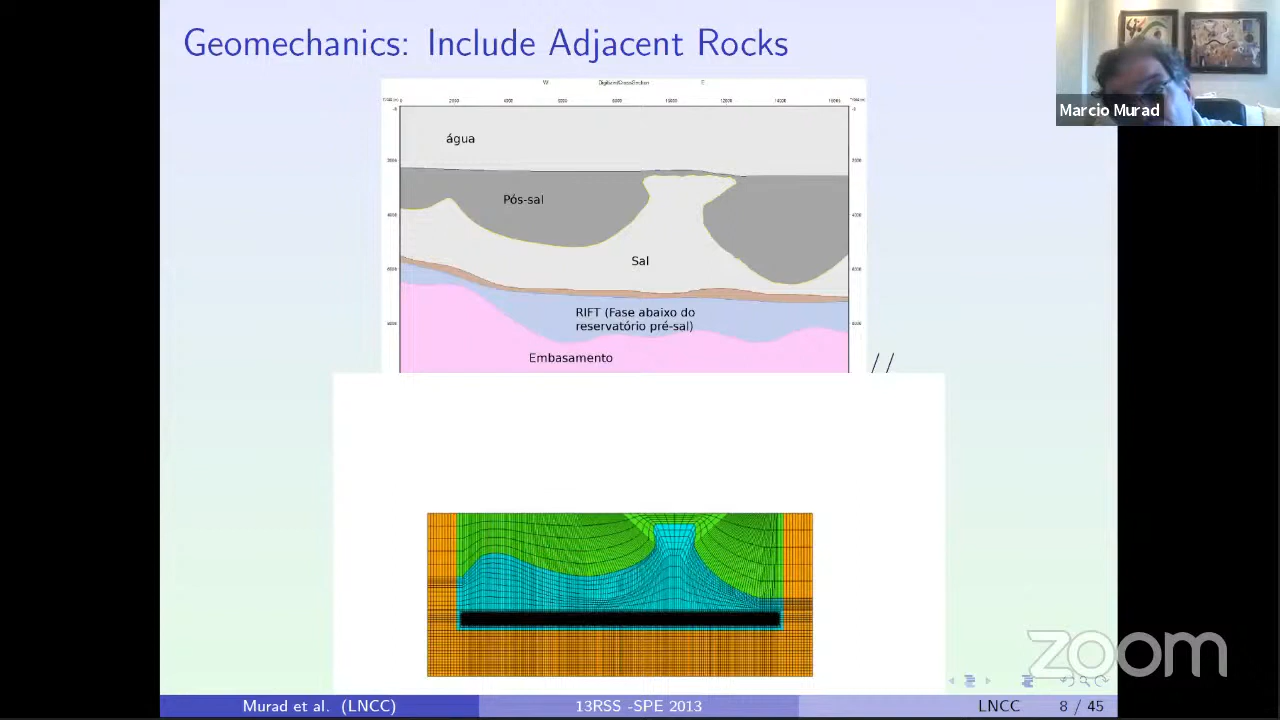 Geomechanics: Include Adjacent Rocks
Marcio Murad
água
Pós-sal
Sal
RIFT (Fase abaixo do
reservatório pré-sal)
Embasamento
zoom
Murad et al. (LNCC)
13RSS -SPE 2013
LNCC
8 / 45